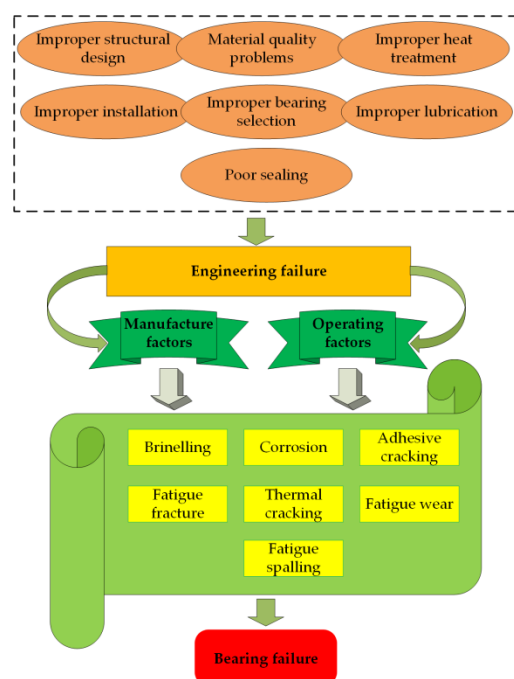 Improper structural
design
Material quality
problems
Improper heat
treatment
Improper installation
Improper bearing
selection
Improper lubrication
Poor sealing
Engineering failure
Manufacture
factors
Operating
factors
Brinelling
Corrosion
Adhesive
cracking
Fatigue
fracture
Thermal
cracking
Fatigue wear
Fatigue
spalling
Bearing failure